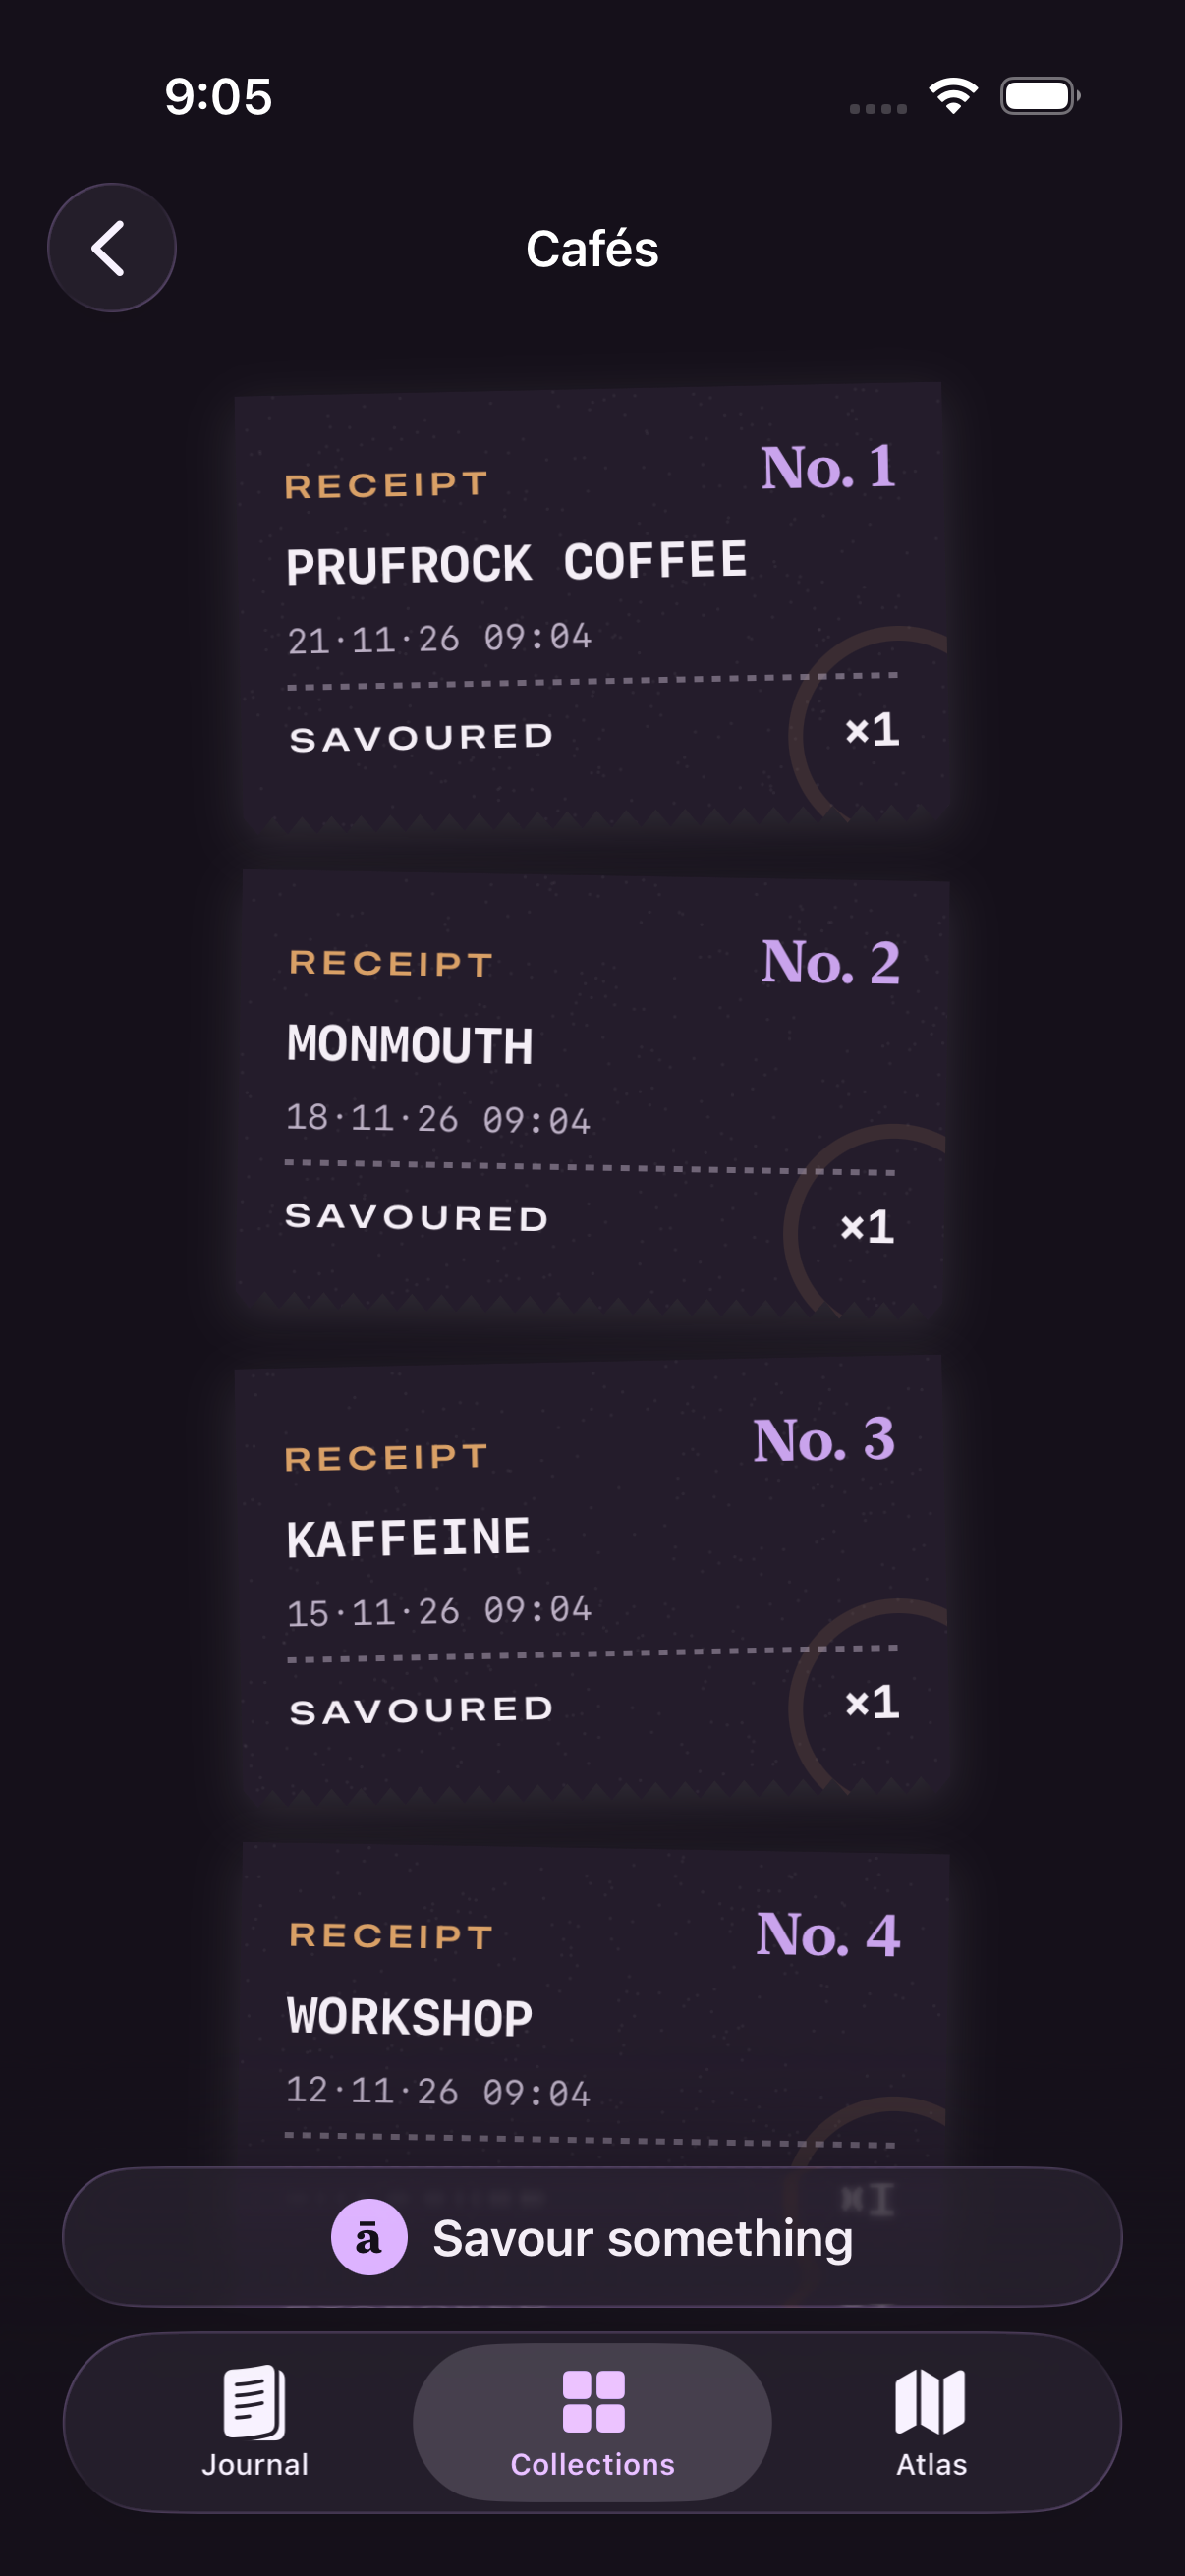 9:05
Cafés
RECEIPT No. 1
PRUFROCK COFFEE
21·11·26 09:04
SAVOURED ×1
RECEIPT No. 2
MONMOUTH
18·11·26 09:04
SAVOURED ×1
RECEIPT No. 3
KAFFEINE
15·11·26 09:04
SAVOURED ×1
RECEIPT No. 4
WORKSHOP
12·11·26 09:04
ā Savour something
Journal Collections Atlas